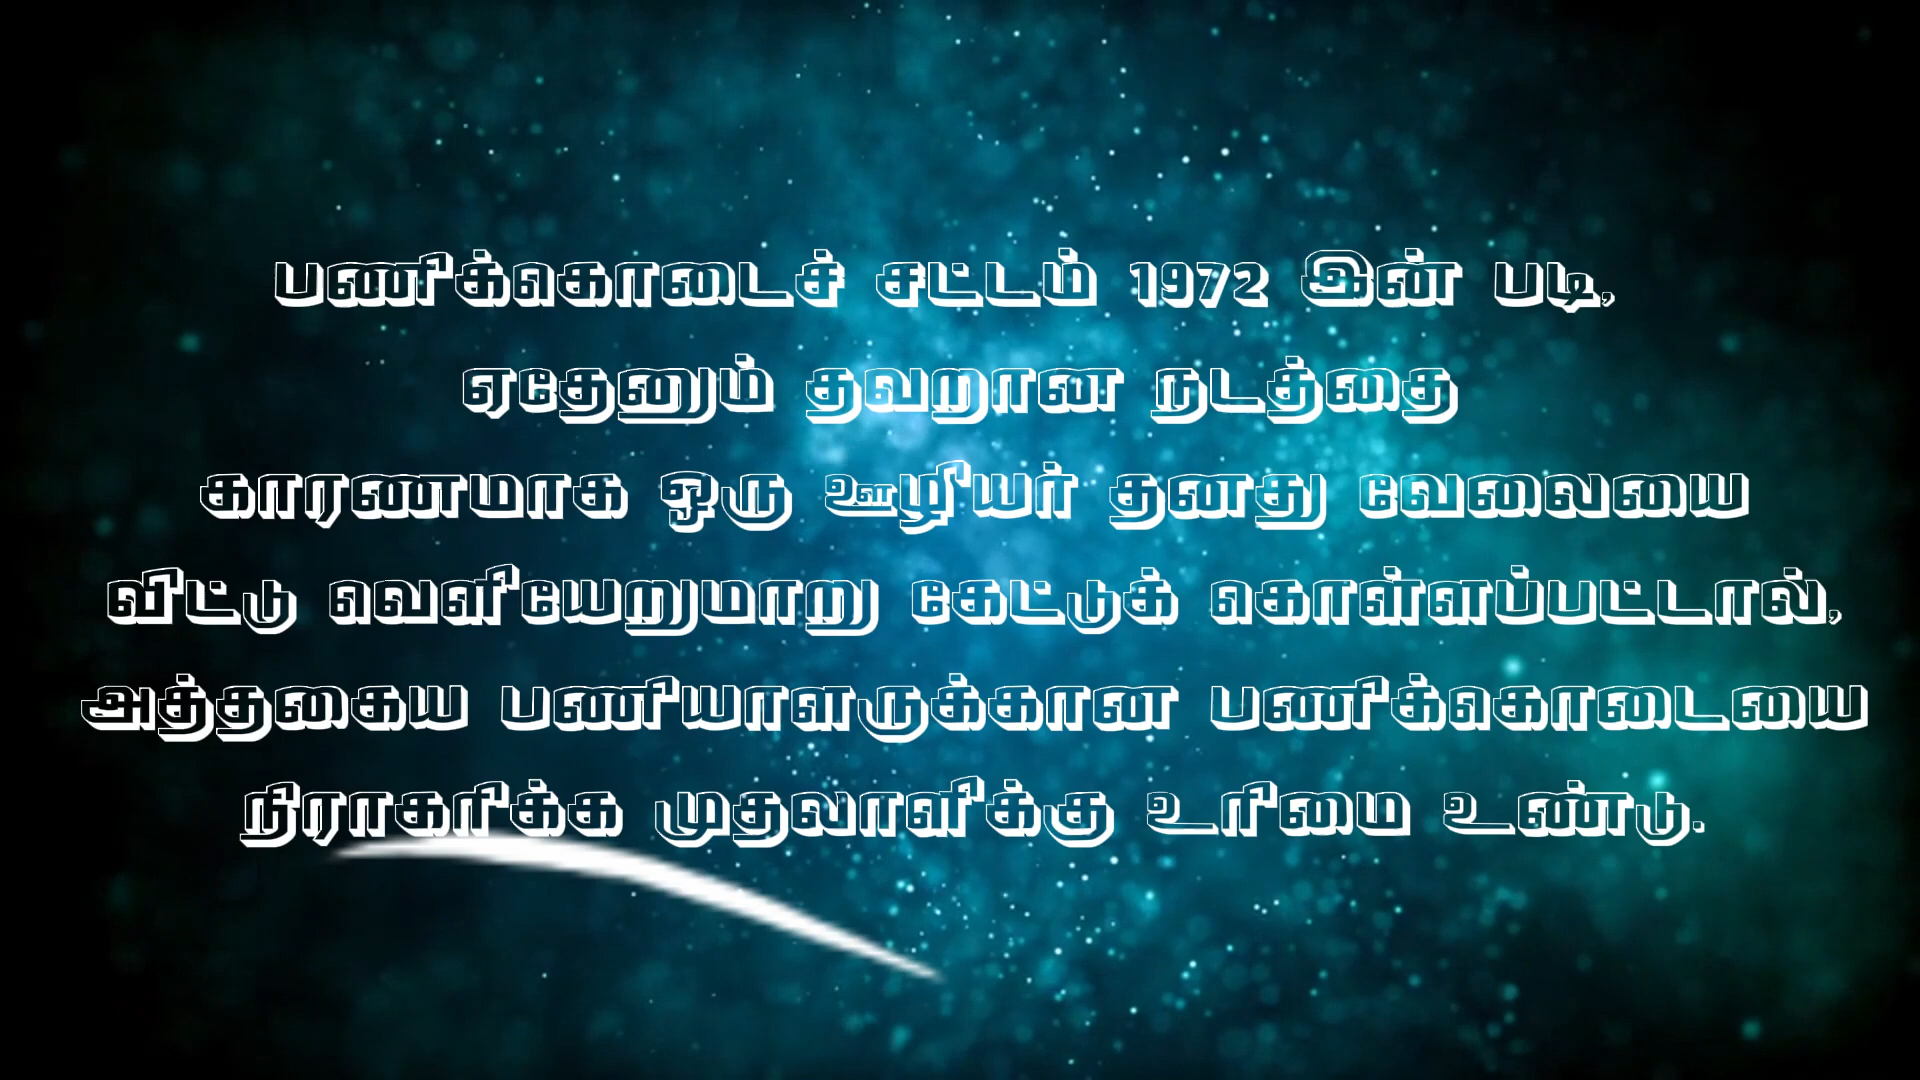 பணிக்கொடைச் சட்டம் 1972 இன் படி,
ஏதேனும் தவறான நடத்தை
காரணமாக ஒரு ஊழியர் தனது வேலையை
விட்டு வெளியேறுமாறு கேட்டுக் கொள்ளப்பட்டால்,
அத்தகைய பணியாளருக்கான பணிக்கொடையை
நிராகரிக்க முதலாளிக்கு உரிமை உண்டு.